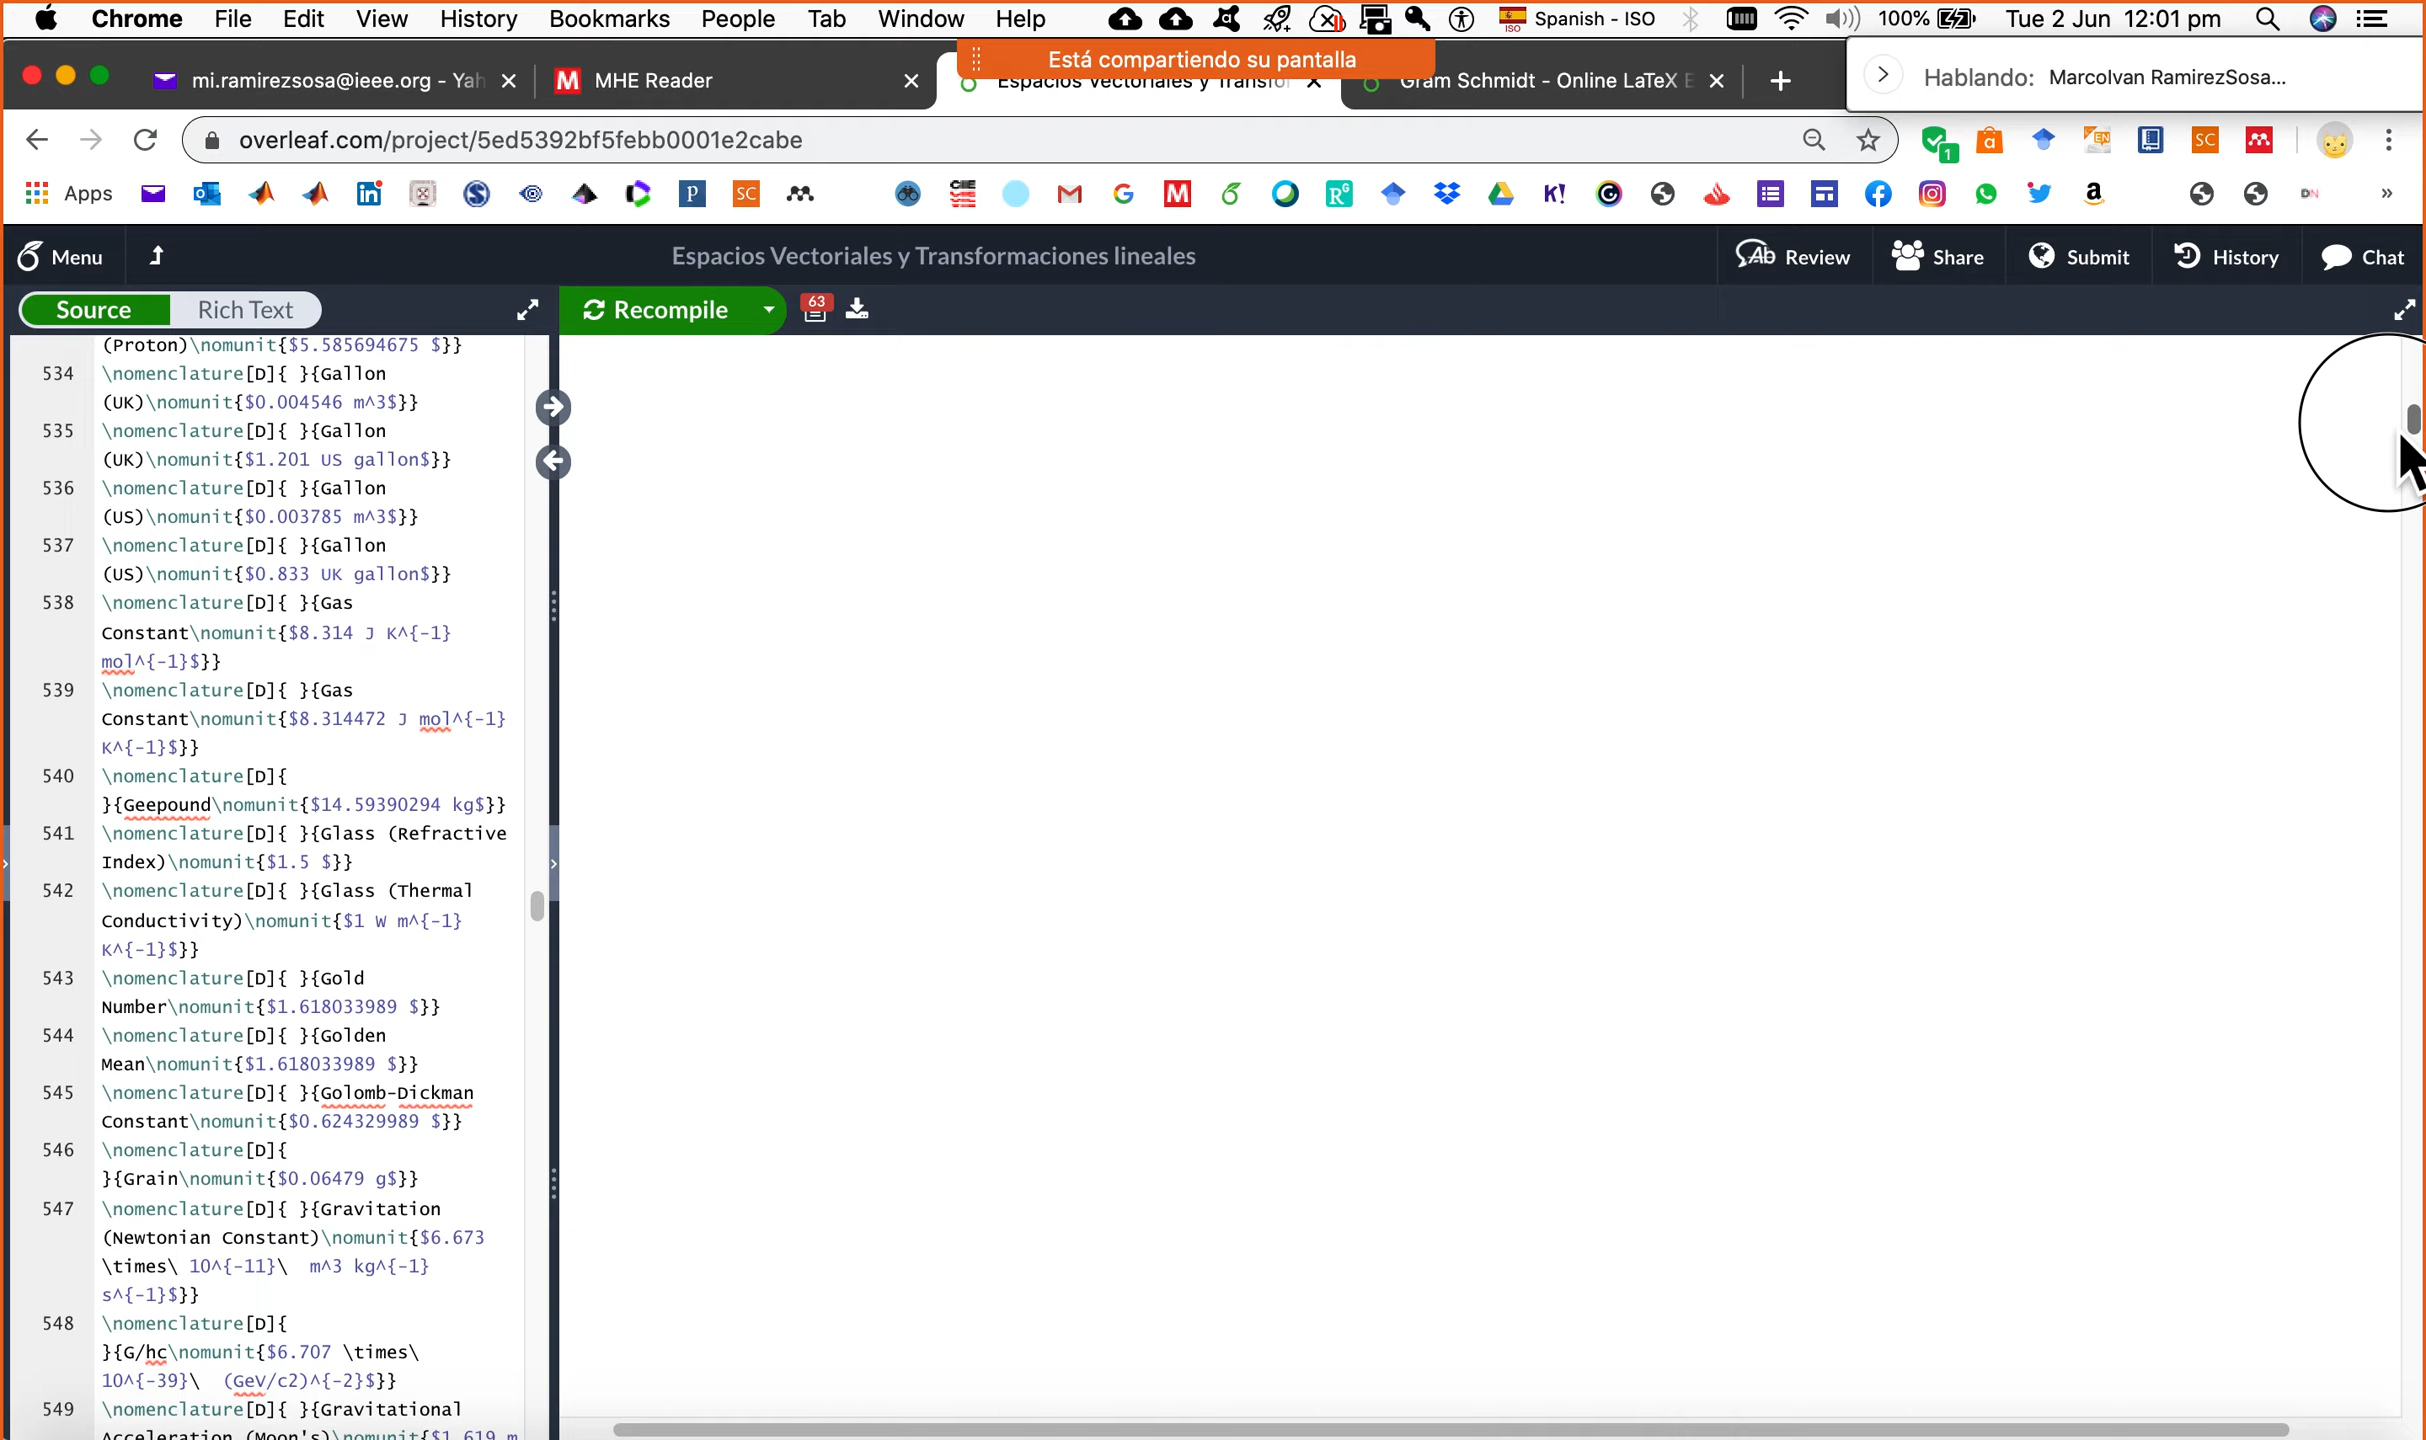 Chrome File Edit View History Bookmarks People Tab Window Help Spanish - ISO 100% Tue 2 Jun 12:01 pm
Está compartiendo su pantalla
mi.ramirezsosa@ieee.org - Yah
MHE Reader
Espacios Vectoriales y Transfor
Gram Schmidt - Online LaTeX E
Hablando: MarcoIvan RamirezSosa...
overleaf.com/project/5ed5392bf5febb0001e2cabe
Apps
Menu
Espacios Vectoriales y Transformaciones lineales
Review Share Submit History Chat
Source Rich Text
Recompile
63
(Proton)\nomunit{$5.585694675 $}}
534 \nomenclature[D]{ }{Gallon
(UK)\nomunit{$0.004546 m^3$}}
535 \nomenclature[D]{ }{Gallon
(UK)\nomunit{$1.201 US gallon$}}
536 \nomenclature[D]{ }{Gallon
(US)\nomunit{$0.003785 m^3$}}
537 \nomenclature[D]{ }{Gallon
(US)\nomunit{$0.833 UK gallon$}}
538 \nomenclature[D]{ }{Gas
Constant\nomunit{$8.314 J K^{-1}
mol^{-1}$}}
539 \nomenclature[D]{ }{Gas
Constant\nomunit{$8.314472 J mol^{-1}
K^{-1}$}}
540 \nomenclature[D]{
}{Geepound\nomunit{$14.59390294 kg$}}
541 \nomenclature[D]{ }{Glass (Refractive
Index)\nomunit{$1.5 $}}
542 \nomenclature[D]{ }{Glass (Thermal
Conductivity)\nomunit{$1 W m^{-1}
K^{-1}$}}
543 \nomenclature[D]{ }{Gold
Number\nomunit{$1.618033989 $}}
544 \nomenclature[D]{ }{Golden
Mean\nomunit{$1.618033989 $}}
545 \nomenclature[D]{ }{Golomb-Dickman
Constant\nomunit{$0.624329989 $}}
546 \nomenclature[D]{
}{Grain\nomunit{$0.06479 g$}}
547 \nomenclature[D]{ }{Gravitation
(Newtonian Constant)\nomunit{$6.673
\times\ 10^{-11}\  m^3 kg^{-1}
s^{-1}$}}
548 \nomenclature[D]{
}{G/hc\nomunit{$6.707 \times\
10^{-39}\  (GeV/c2)^{-2}$}}
549 \nomenclature[D]{ }{Gravitational
Acceleration (Moon's)\nomunit{$1.619 m